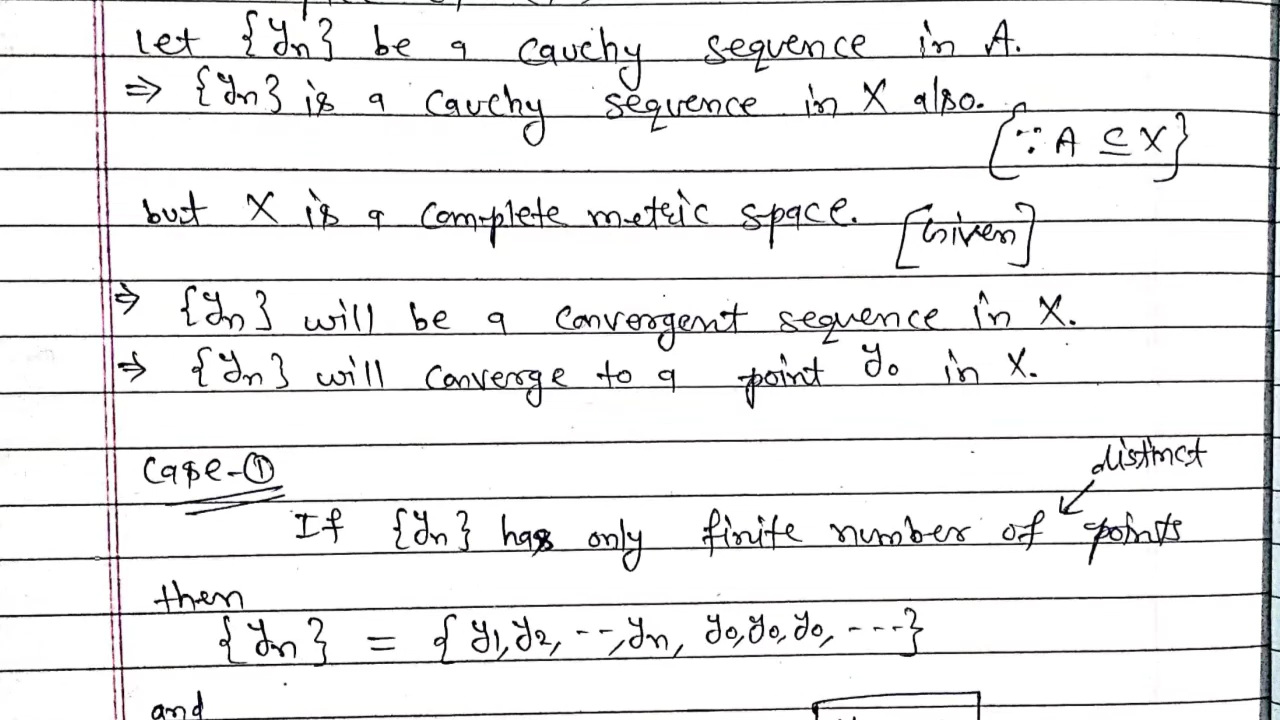 Let {yn} be a cauchy sequence in A.
⇒ {yn} is a cauchy sequence in X also.
{∵ A ⊆ X}
but X is a complete metric space. [Given]
⇒ {yn} will be a convergent sequence in X.
⇒ {yn} will converge to a point y0 in X.
Case-①
distinct
If {yn} has only finite number of points
then
{yn} = { y1, y2, --, yn, y0, y0, y0, ----}
and